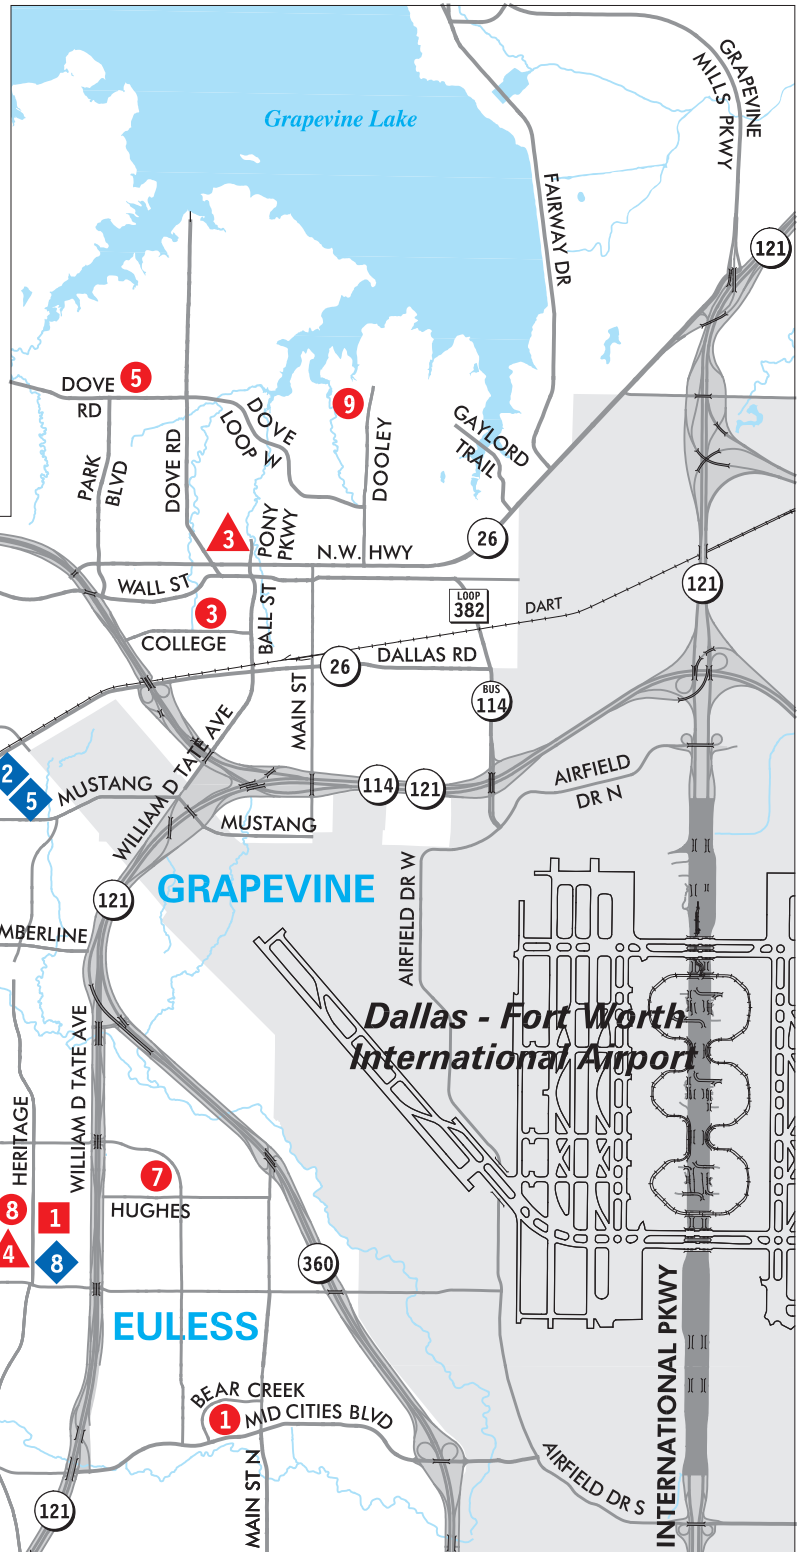 GRAPEVINE
MILLS PKWY
Grapevine Lake
FAIRWAY DR
121
DOVE
RD
5
9
DOVE
LOOP W
GAYLORD
TRAIL
PARK
BLVD
DOVE RD
DOOLEY
3
PONY
PKWY
N.W. HWY
26
WALL ST
LOOP
382
DART
121
3
COLLEGE
BALL ST
26
DALLAS RD
MAIN ST
BUS
114
2
5
MUSTANG
WILLIAM D TATE AVE
114
121
AIRFIELD
DR N
MUSTANG
121
GRAPEVINE
AIRFIELD DR W
MBERLINE
Dallas - Fort Worth
International Airport
WILLIAM D TATE AVE
HERITAGE
7
HUGHES
8
1
4
8
360
EULESS
INTERNATIONAL PKWY
BEAR CREEK
1
MID CITIES BLVD
MAIN ST N
AIRFIELD DR S
121